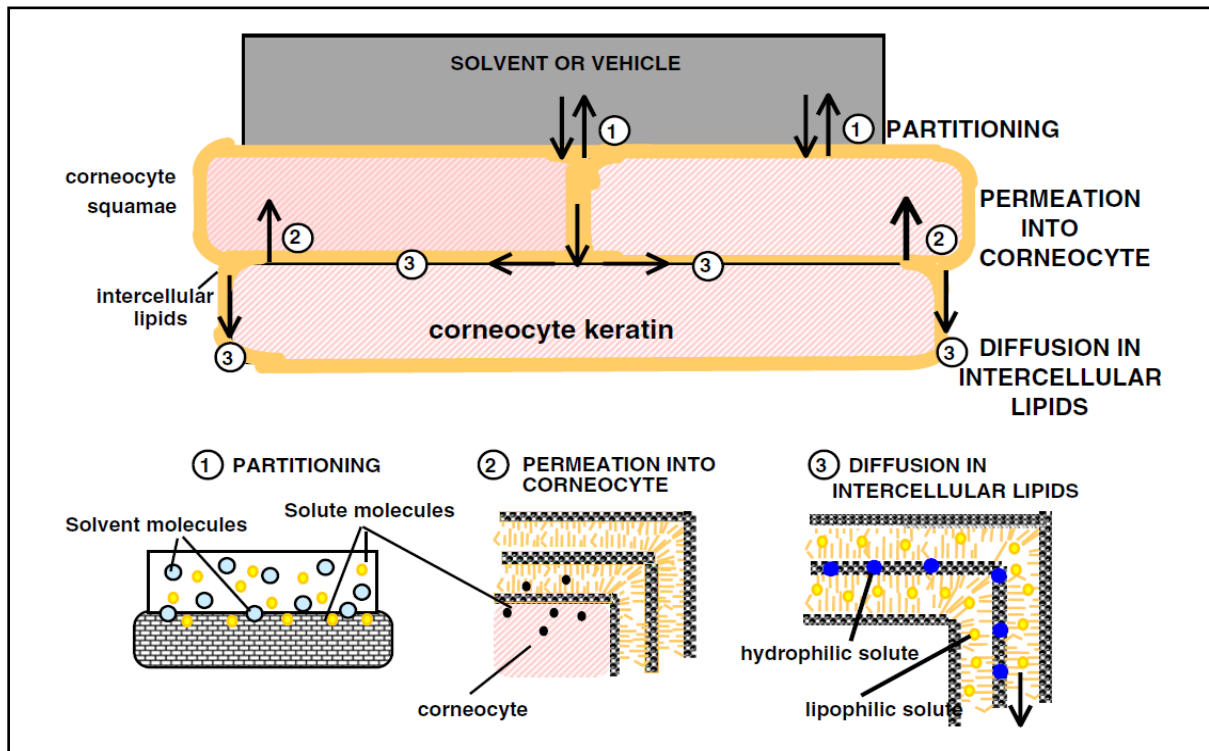 SOLVENT OR VEHICLE
1
1 PARTITIONING
corneocyte
squamae
PERMEATION
INTO
CORNEOCYTE
2
2
3
3
intercellular
lipids
corneocyte keratin
3
3 DIFFUSION IN
INTERCELLULAR
LIPIDS
1 PARTITIONING
Solvent molecules
Solute molecules
2 PERMEATION INTO
CORNEOCYTE
corneocyte
3 DIFFUSION IN
INTERCELLULAR LIPIDS
hydrophilic solute
lipophilic solute